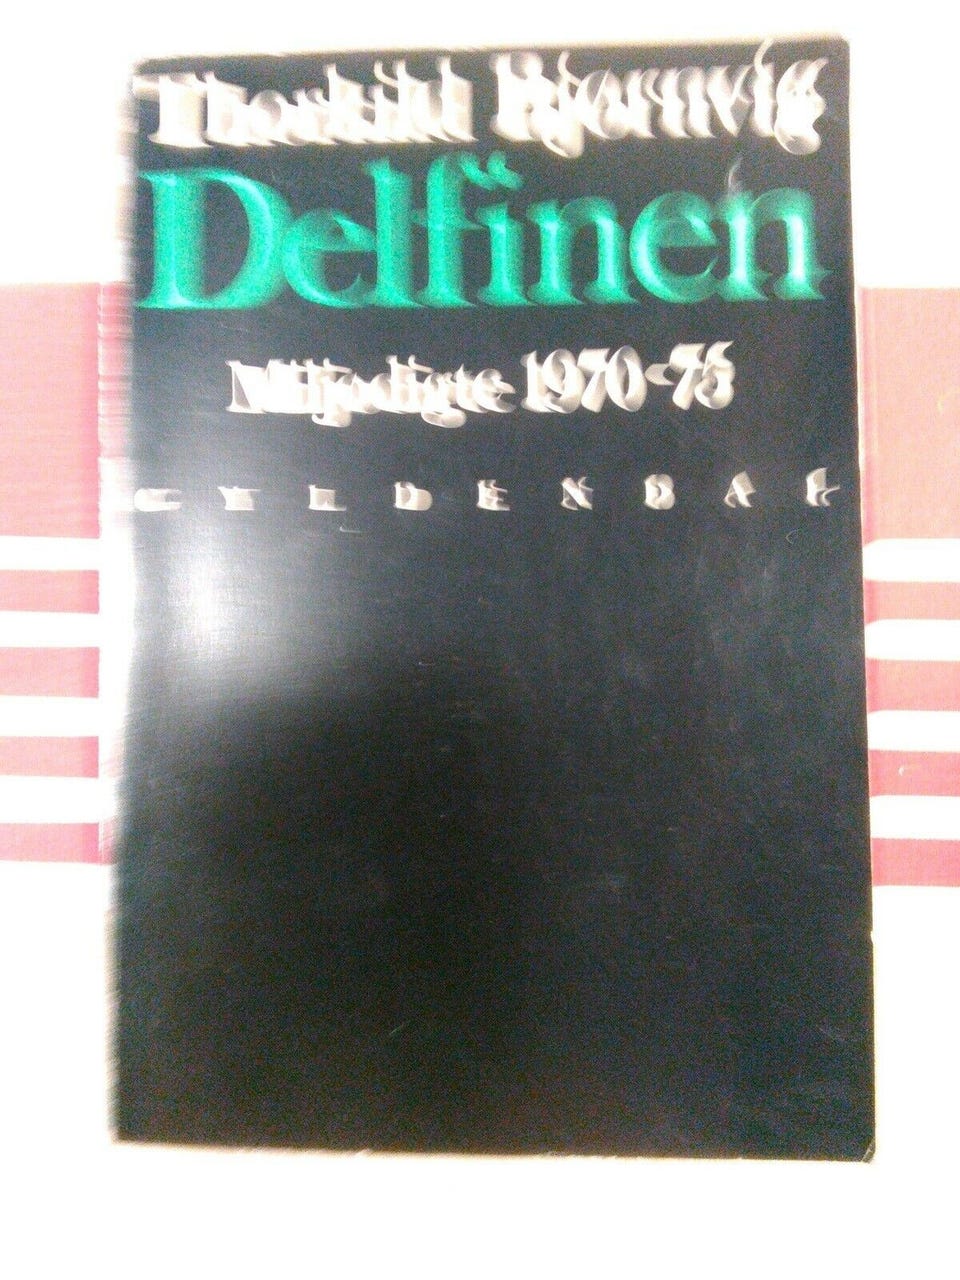 Thorkild Bjørnvig
Delfinen
Miljødigte 1970-75
GYLDENDAL